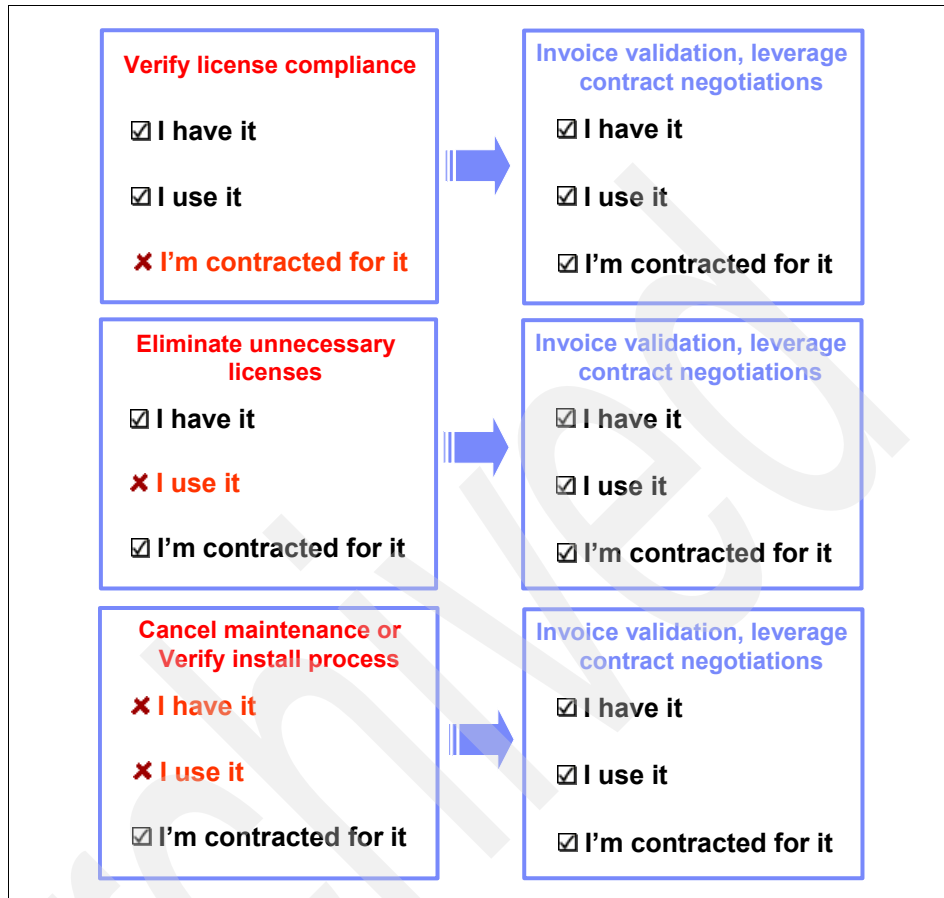 Verify license compliance
☑ I have it
☑ I use it
✗ I'm contracted for it
Invoice validation, leverage
contract negotiations
☑ I have it
☑ I use it
☑ I'm contracted for it
Eliminate unnecessary
licenses
☑ I have it
✗ I use it
☑ I'm contracted for it
Invoice validation, leverage
contract negotiations
☑ I have it
☑ I use it
☑ I'm contracted for it
Cancel maintenance or
Verify install process
✗ I have it
✗ I use it
☑ I'm contracted for it
Invoice validation, leverage
contract negotiations
☑ I have it
☑ I use it
☑ I'm contracted for it